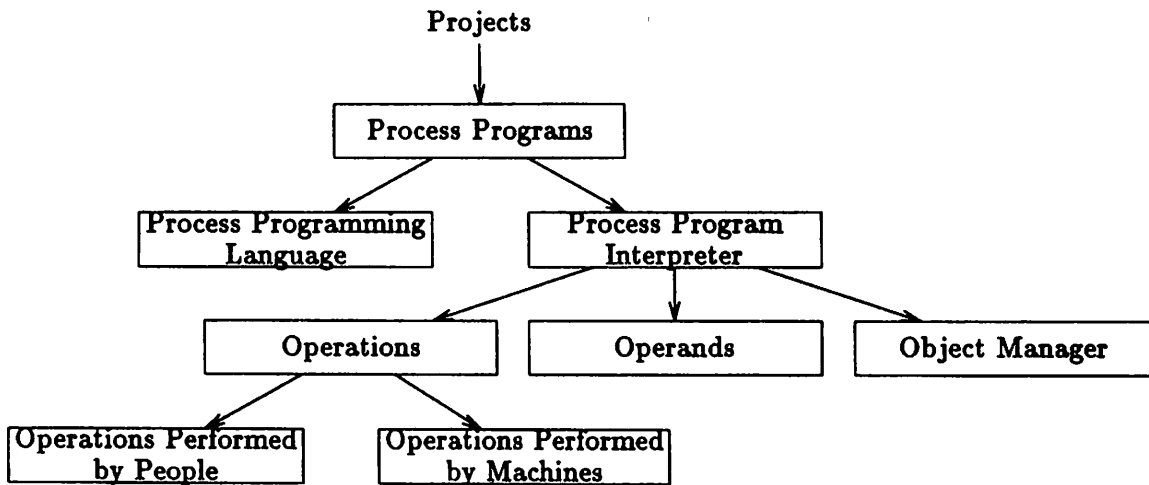 Projects
Process Programs
Process Programming
Language
Process Program
Interpreter
Operations
Operands
Object Manager
Operations Performed
by People
Operations Performed
by Machines